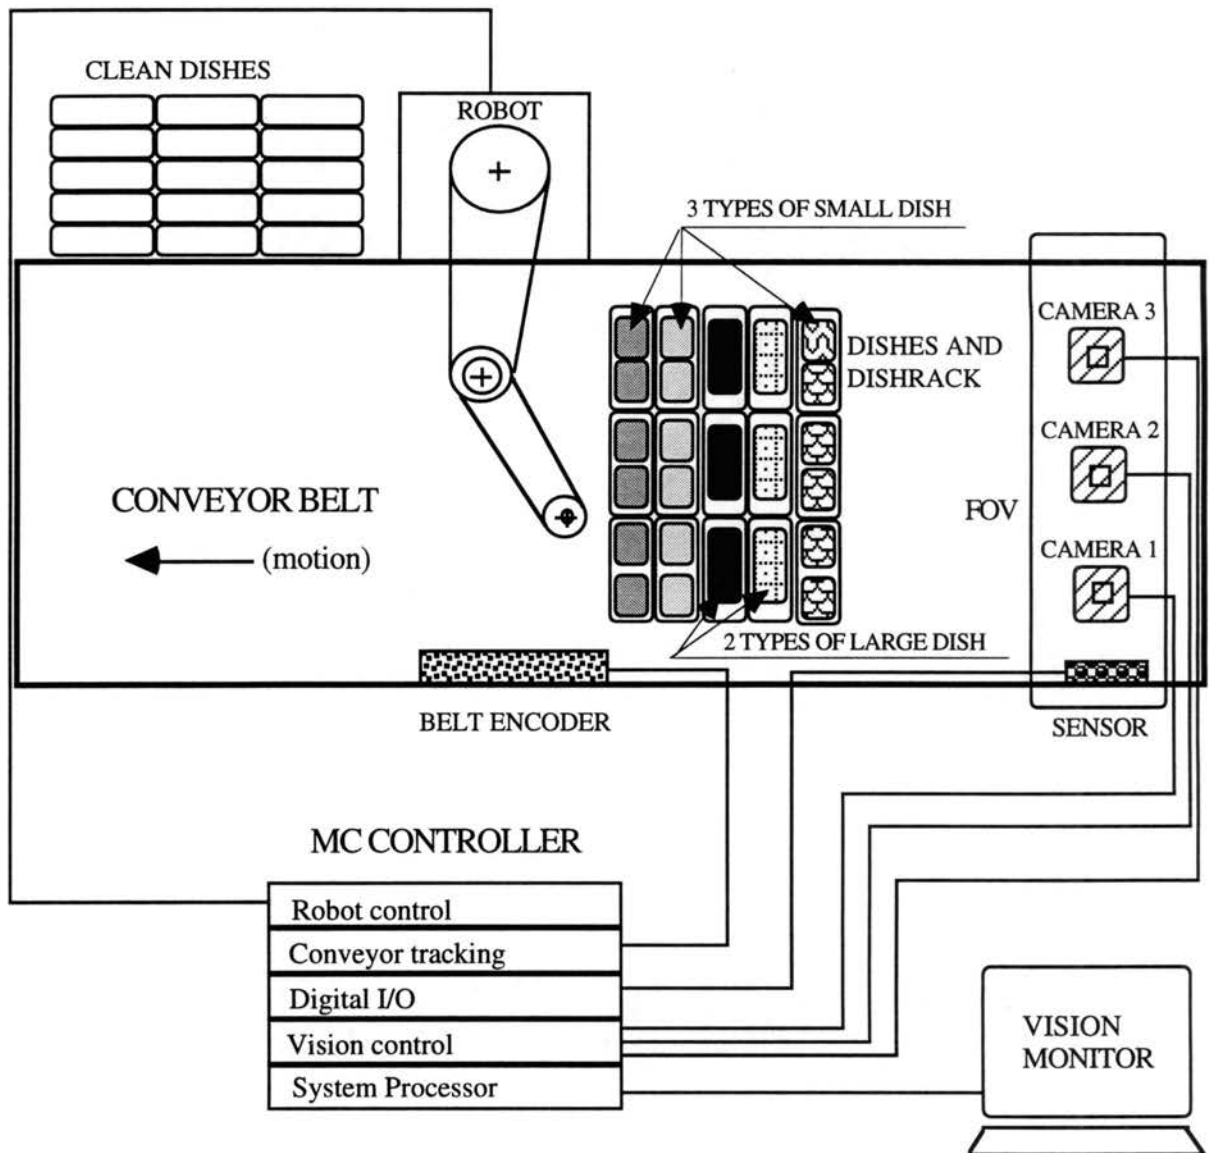 CLEAN DISHES
ROBOT
3 TYPES OF SMALL DISH
CAMERA 3
DISHES AND
DISHRACK
CAMERA 2
CONVEYOR BELT
FOV
(motion)
CAMERA 1
2 TYPES OF LARGE DISH
BELT ENCODER
SENSOR
MC CONTROLLER
Robot control
Conveyor tracking
Digital I/O
Vision control
System Processor
VISION
MONITOR